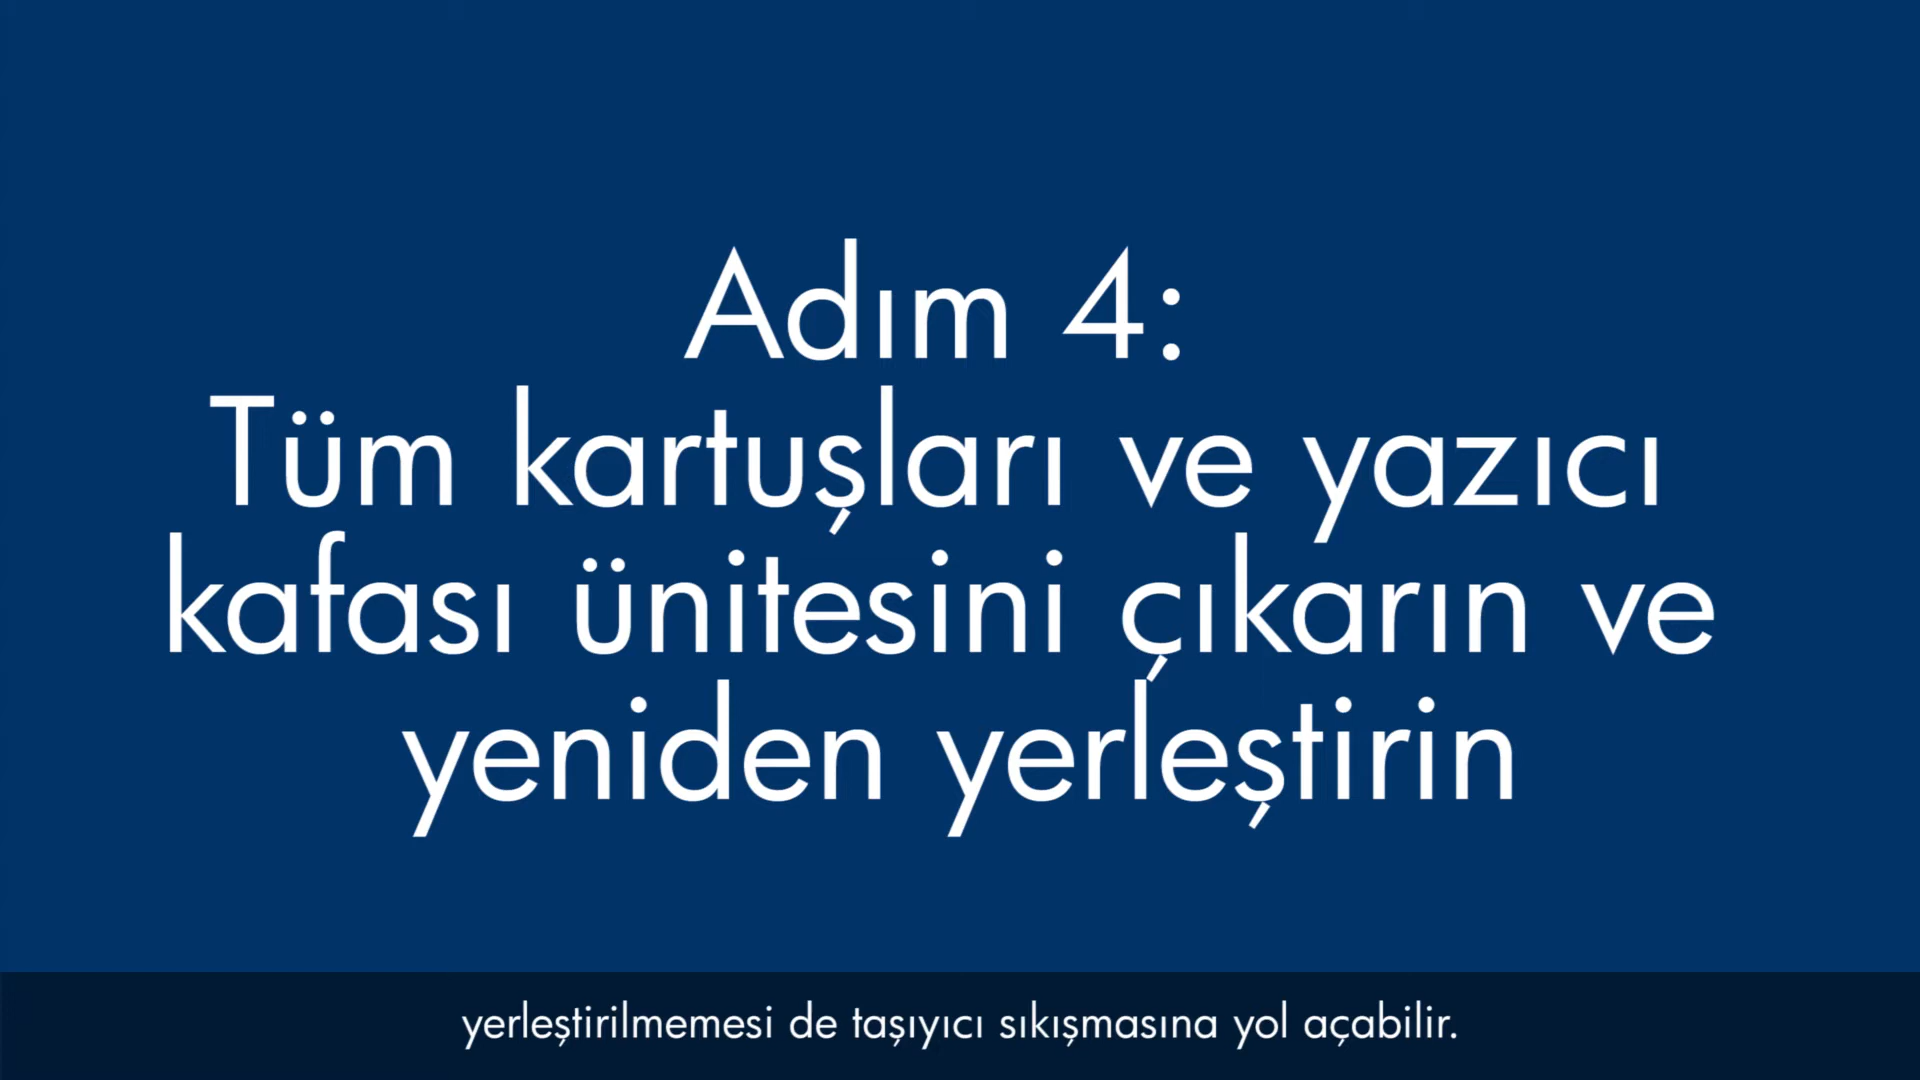 Adım 4:
Tüm kartuşları ve yazıcı
kafası ünitesini çıkarın ve
yeniden yerleştirin
yerleştirilmemesi de taşıyıcı sıkışmasına yol açabilir.